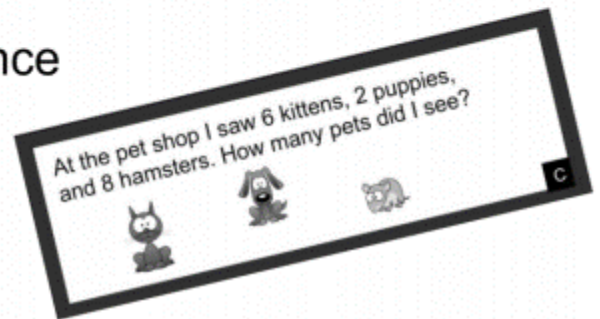 nce
At the pet shop I saw 6 kittens, 2 puppies,
and 8 hamsters. How many pets did I see?
C